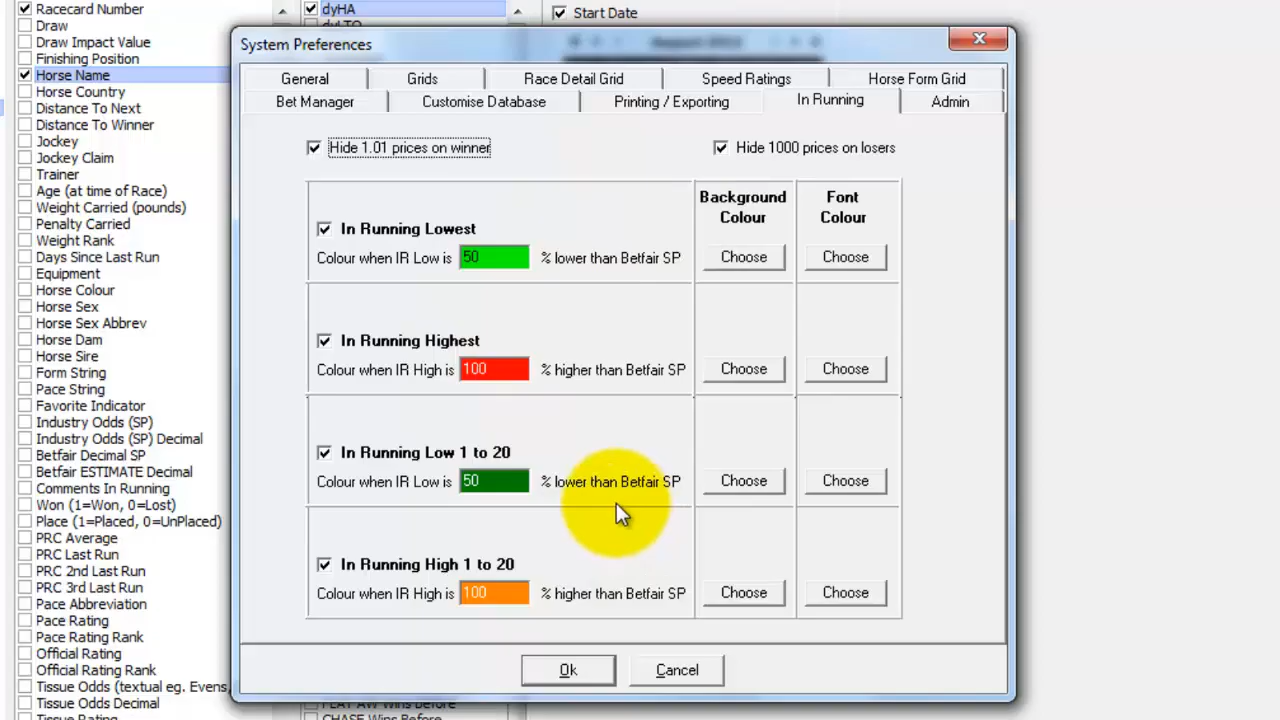 Racecard Number
Draw
Draw Impact Value
Finishing Position
Horse Name
Horse Country
Distance To Next
Distance To Winner
Jockey
Jockey Claim
Trainer
Age (at time of Race)
Weight Carried (pounds)
Penalty Carried
Weight Rank
Days Since Last Run
Equipment
Horse Colour
Horse Sex
Horse Sex Abbrev
Horse Dam
Horse Sire
Form String
Pace String
Favorite Indicator
Industry Odds (SP)
Industry Odds (SP) Decimal
Betfair Decimal SP
Betfair ESTIMATE Decimal
Comments In Running
Won (1=Won, 0=Lost)
Place (1=Placed, 0=UnPlaced)
PRC Average
PRC Last Run
PRC 2nd Last Run
PRC 3rd Last Run
Pace Abbreviation
Pace Rating
Pace Rating Rank
Official Rating
Official Rating Rank
Tissue Odds (textual eg. Evens,
Tissue Odds Decimal
Tissue Rating
dyHA
Start Date
System Preferences
General
Grids
Race Detail Grid
Speed Ratings
Horse Form Grid
Bet Manager
Customise Database
Printing / Exporting
In Running
Admin
Hide 1.01 prices on winner
Hide 1000 prices on losers
Background Colour
Font Colour
In Running Lowest
Colour when IR Low is 50 % lower than Betfair SP
Choose
Choose
In Running Highest
Colour when IR High is 100 % higher than Betfair SP
Choose
Choose
In Running Low 1 to 20
Colour when IR Low is 50 % lower than Betfair SP
Choose
Choose
In Running High 1 to 20
Colour when IR High is 100 % higher than Betfair SP
Choose
Choose
Ok
Cancel
FLAT AW Wins Before
CHASE Wins Before